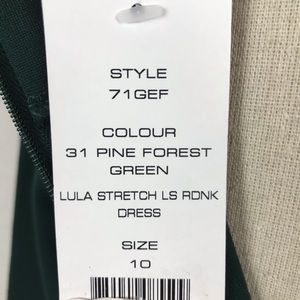 STYLE
71GEF
COLOUR
31 PINE FOREST
GREEN
LULA STRETCH LS RDNK
DRESS
SIZE
10